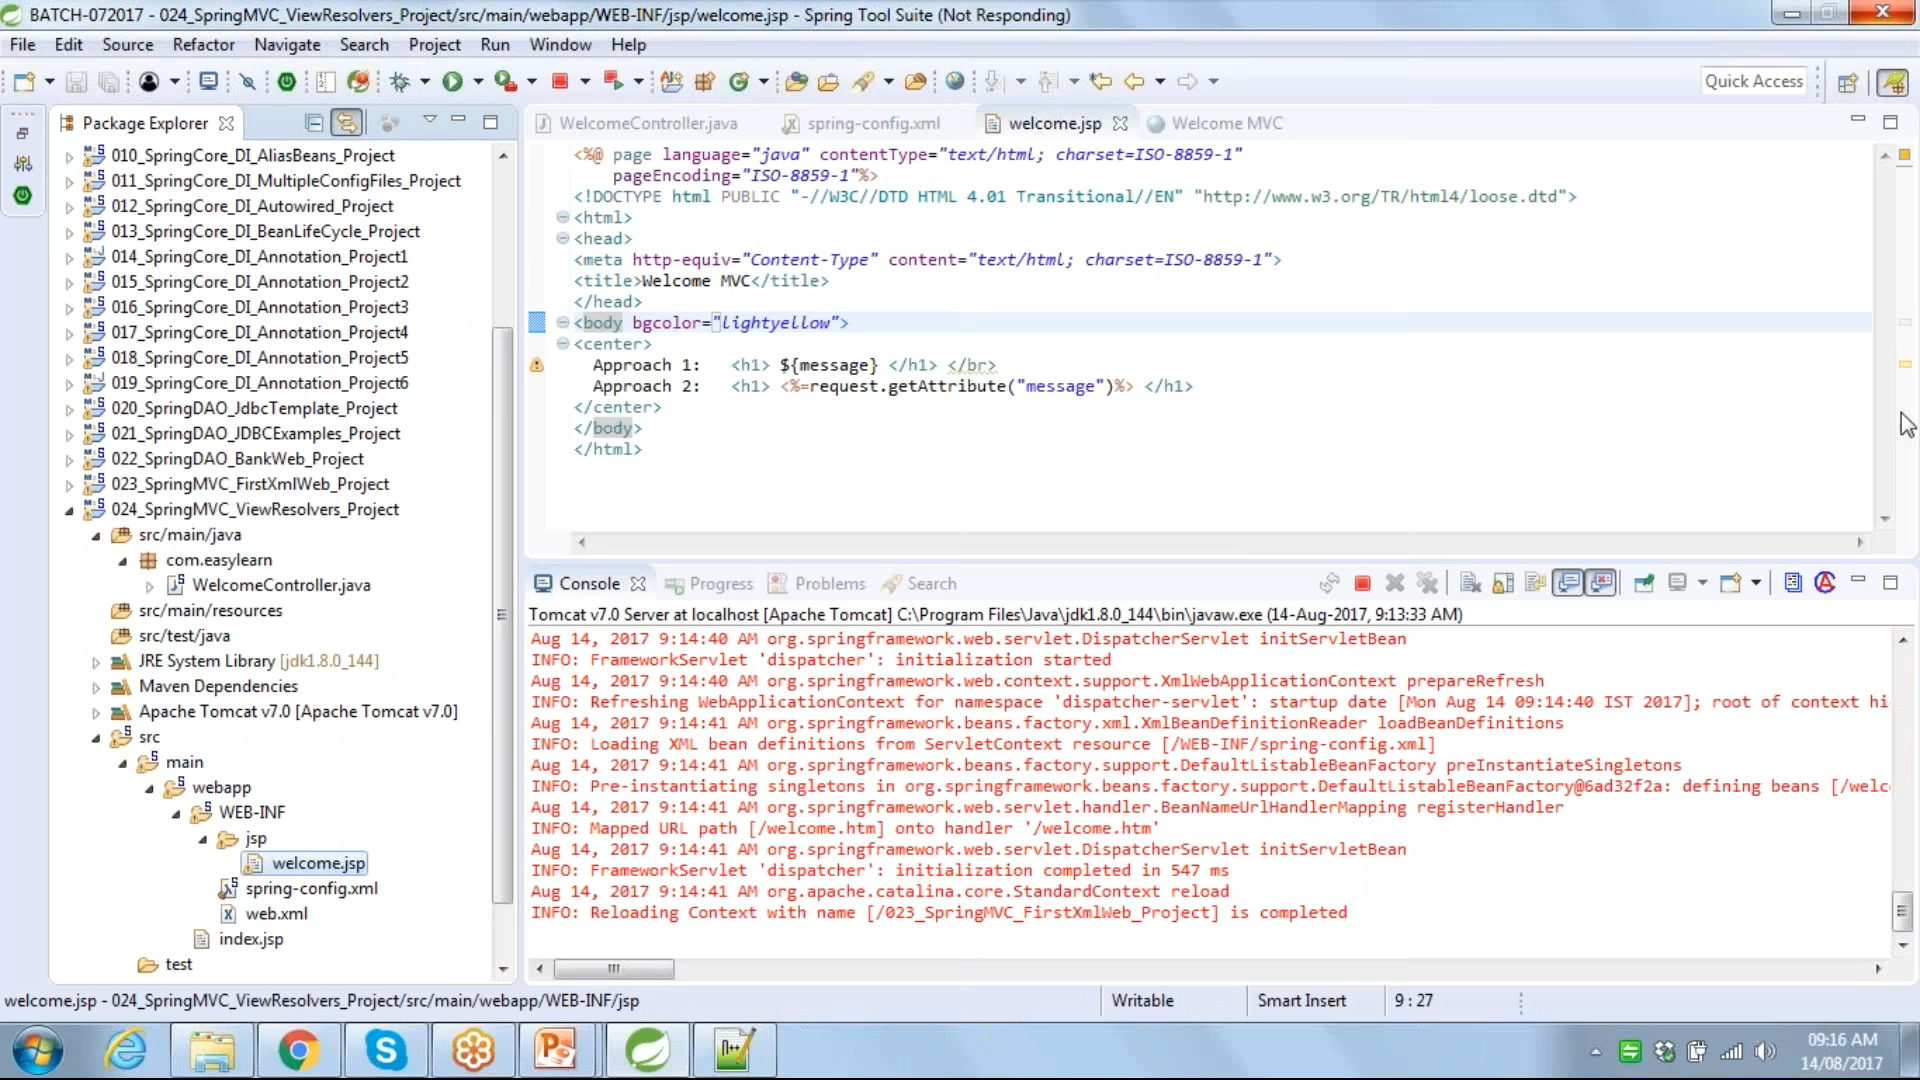 BATCH-072017 - 024_SpringMVC_ViewResolvers_Project/src/main/webapp/WEB-INF/jsp/welcome.jsp - Spring Tool Suite (Not Responding)
File Edit Source Refactor Navigate Search Project Run Window Help
Quick Access
Package Explorer
010_SpringCore_DI_AliasBeans_Project
011_SpringCore_DI_MultipleConfigFiles_Project
012_SpringCore_DI_Autowired_Project
013_SpringCore_DI_BeanLifeCycle_Project
014_SpringCore_DI_Annotation_Project1
015_SpringCore_DI_Annotation_Project2
016_SpringCore_DI_Annotation_Project3
017_SpringCore_DI_Annotation_Project4
018_SpringCore_DI_Annotation_Project5
019_SpringCore_DI_Annotation_Project6
020_SpringDAO_JdbcTemplate_Project
021_SpringDAO_JDBCExamples_Project
022_SpringDAO_BankWeb_Project
023_SpringMVC_FirstXmlWeb_Project
024_SpringMVC_ViewResolvers_Project
src/main/java
com.easylearn
WelcomeController.java
src/main/resources
src/test/java
JRE System Library [jdk1.8.0_144]
Maven Dependencies
Apache Tomcat v7.0 [Apache Tomcat v7.0]
src
main
webapp
WEB-INF
jsp
welcome.jsp
spring-config.xml
web.xml
index.jsp
test
WelcomeController.java spring-config.xml welcome.jsp Welcome MVC
<%@ page language="java" contentType="text/html; charset=ISO-8859-1"
pageEncoding="ISO-8859-1"%>
<!DOCTYPE html PUBLIC "-//W3C//DTD HTML 4.01 Transitional//EN" "http://www.w3.org/TR/html4/loose.dtd">
<html>
<head>
<meta http-equiv="Content-Type" content="text/html; charset=ISO-8859-1">
<title>Welcome MVC</title>
</head>
<body bgcolor="lightyellow">
<center>
Approach 1: <h1> ${message} </h1> </br>
Approach 2: <h1> <%=request.getAttribute("message")%> </h1>
</center>
</body>
</html>
Console Progress Problems Search
Tomcat v7.0 Server at localhost [Apache Tomcat] C:\Program Files\Java\jdk1.8.0_144\bin\javaw.exe (14-Aug-2017, 9:13:33 AM)
Aug 14, 2017 9:14:40 AM org.springframework.web.servlet.DispatcherServlet initServletBean
INFO: FrameworkServlet 'dispatcher': initialization started
Aug 14, 2017 9:14:40 AM org.springframework.web.context.support.XmlWebApplicationContext prepareRefresh
INFO: Refreshing WebApplicationContext for namespace 'dispatcher-servlet': startup date [Mon Aug 14 09:14:40 IST 2017]; root of context hi
Aug 14, 2017 9:14:41 AM org.springframework.beans.factory.xml.XmlBeanDefinitionReader loadBeanDefinitions
INFO: Loading XML bean definitions from ServletContext resource [/WEB-INF/spring-config.xml]
Aug 14, 2017 9:14:41 AM org.springframework.beans.factory.support.DefaultListableBeanFactory preInstantiateSingletons
INFO: Pre-instantiating singletons in org.springframework.beans.factory.support.DefaultListableBeanFactory@6ad32f2a: defining beans [/welc
Aug 14, 2017 9:14:41 AM org.springframework.web.servlet.handler.BeanNameUrlHandlerMapping registerHandler
INFO: Mapped URL path [/welcome.htm] onto handler '/welcome.htm'
Aug 14, 2017 9:14:41 AM org.springframework.web.servlet.DispatcherServlet initServletBean
INFO: FrameworkServlet 'dispatcher': initialization completed in 547 ms
Aug 14, 2017 9:14:41 AM org.apache.catalina.core.StandardContext reload
INFO: Reloading Context with name [/023_SpringMVC_FirstXmlWeb_Project] is completed
welcome.jsp - 024_SpringMVC_ViewResolvers_Project/src/main/webapp/WEB-INF/jsp
Writable Smart Insert 9 : 27
09:16 AM
14/08/2017